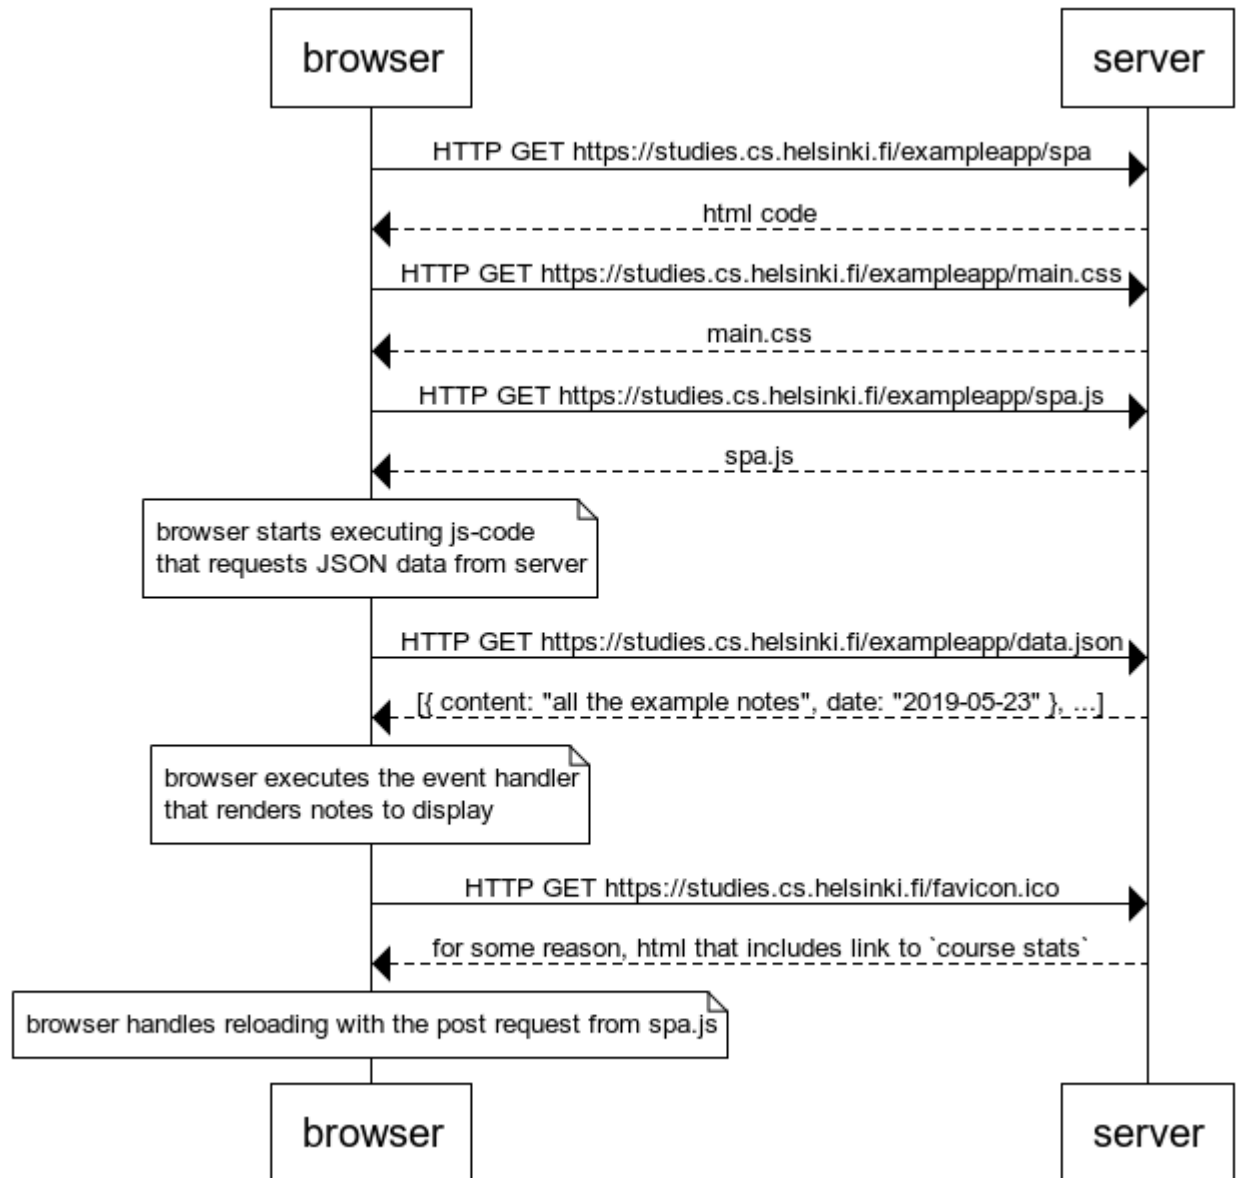 browser
server
HTTP GET https://studies.cs.helsinki.fi/exampleapp/spa
html code
HTTP GET https://studies.cs.helsinki.fi/exampleapp/main.css
main.css
HTTP GET https://studies.cs.helsinki.fi/exampleapp/spa.js
spa.js
browser starts executing js-code
that requests JSON data from server
HTTP GET https://studies.cs.helsinki.fi/exampleapp/data.json
[{ content: "all the example notes", date: "2019-05-23" }, ...]
browser executes the event handler
that renders notes to display
HTTP GET https://studies.cs.helsinki.fi/favicon.ico
for some reason, html that includes link to `course stats`
browser handles reloading with the post request from spa.js
browser
server